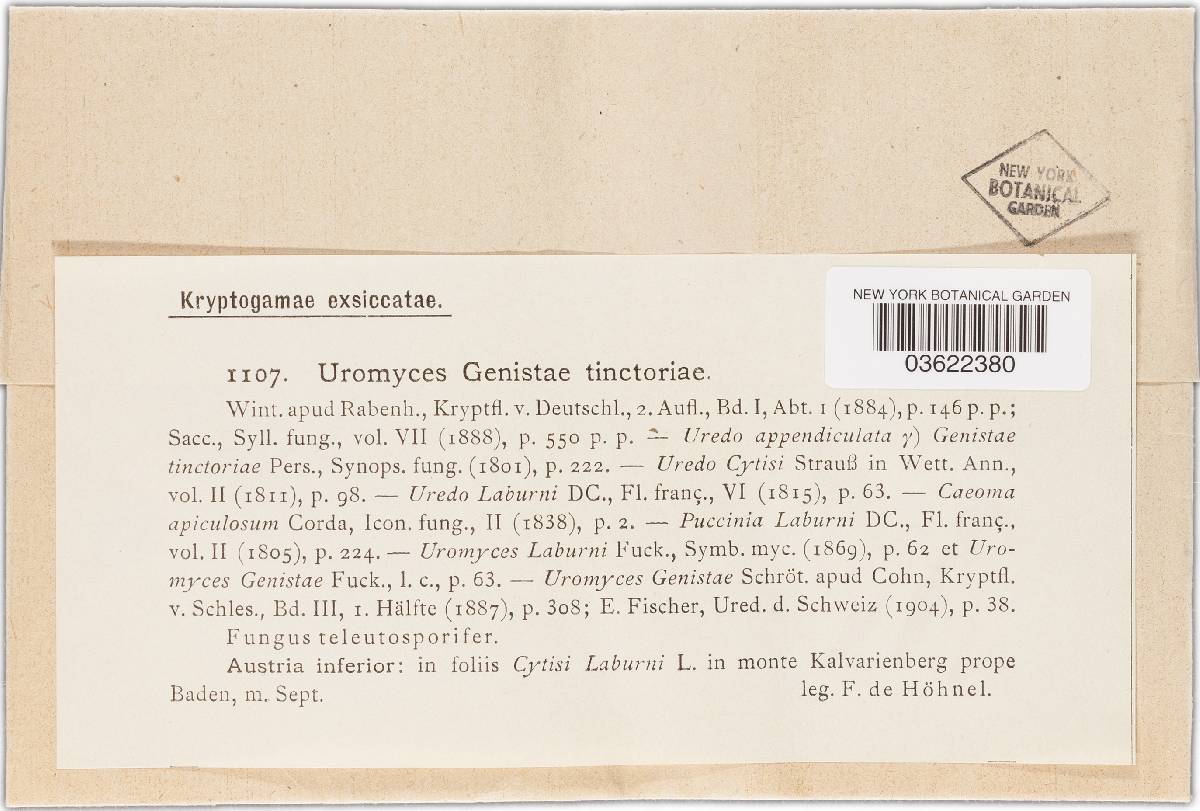 NEW YORK
BOTANICAL
GARDEN
Kryptogamae exsiccatae.
NEW YORK BOTANICAL GARDEN
03622380
1107. Uromyces Genistae tinctoriae.
Wint. apud Rabenh., Kryptfl. v. Deutschl., 2. Aufl., Bd. I, Abt. 1 (1884), p. 146 p. p.;
Sacc., Syll. fung., vol. VII (1888), p. 550 p. p. — Uredo appendiculata γ) Genistae
tinctoriae Pers., Synops. fung. (1801), p. 222. — Uredo Cytisi Strauß in Wett. Ann.,
vol. II (1811), p. 98. — Uredo Laburni DC., Fl. franç., VI (1815), p. 63. — Caeoma
apiculosum Corda, Icon. fung., II (1838), p. 2. — Puccinia Laburni DC., Fl. franç.,
vol. II (1805), p. 224. — Uromyces Laburni Fuck., Symb. myc. (1869), p. 62 et Uro-
myces Genistae Fuck., l. c., p. 63. — Uromyces Genistae Schröt. apud Cohn, Kryptfl.
v. Schles., Bd. III, 1. Hälfte (1887), p. 308; E. Fischer, Ured. d. Schweiz (1904), p. 38.
Fungus teleutosporifer.
Austria inferior: in foliis Cytisi Laburni L. in monte Kalvarienberg prope
Baden, m. Sept. leg. F. de Höhnel.